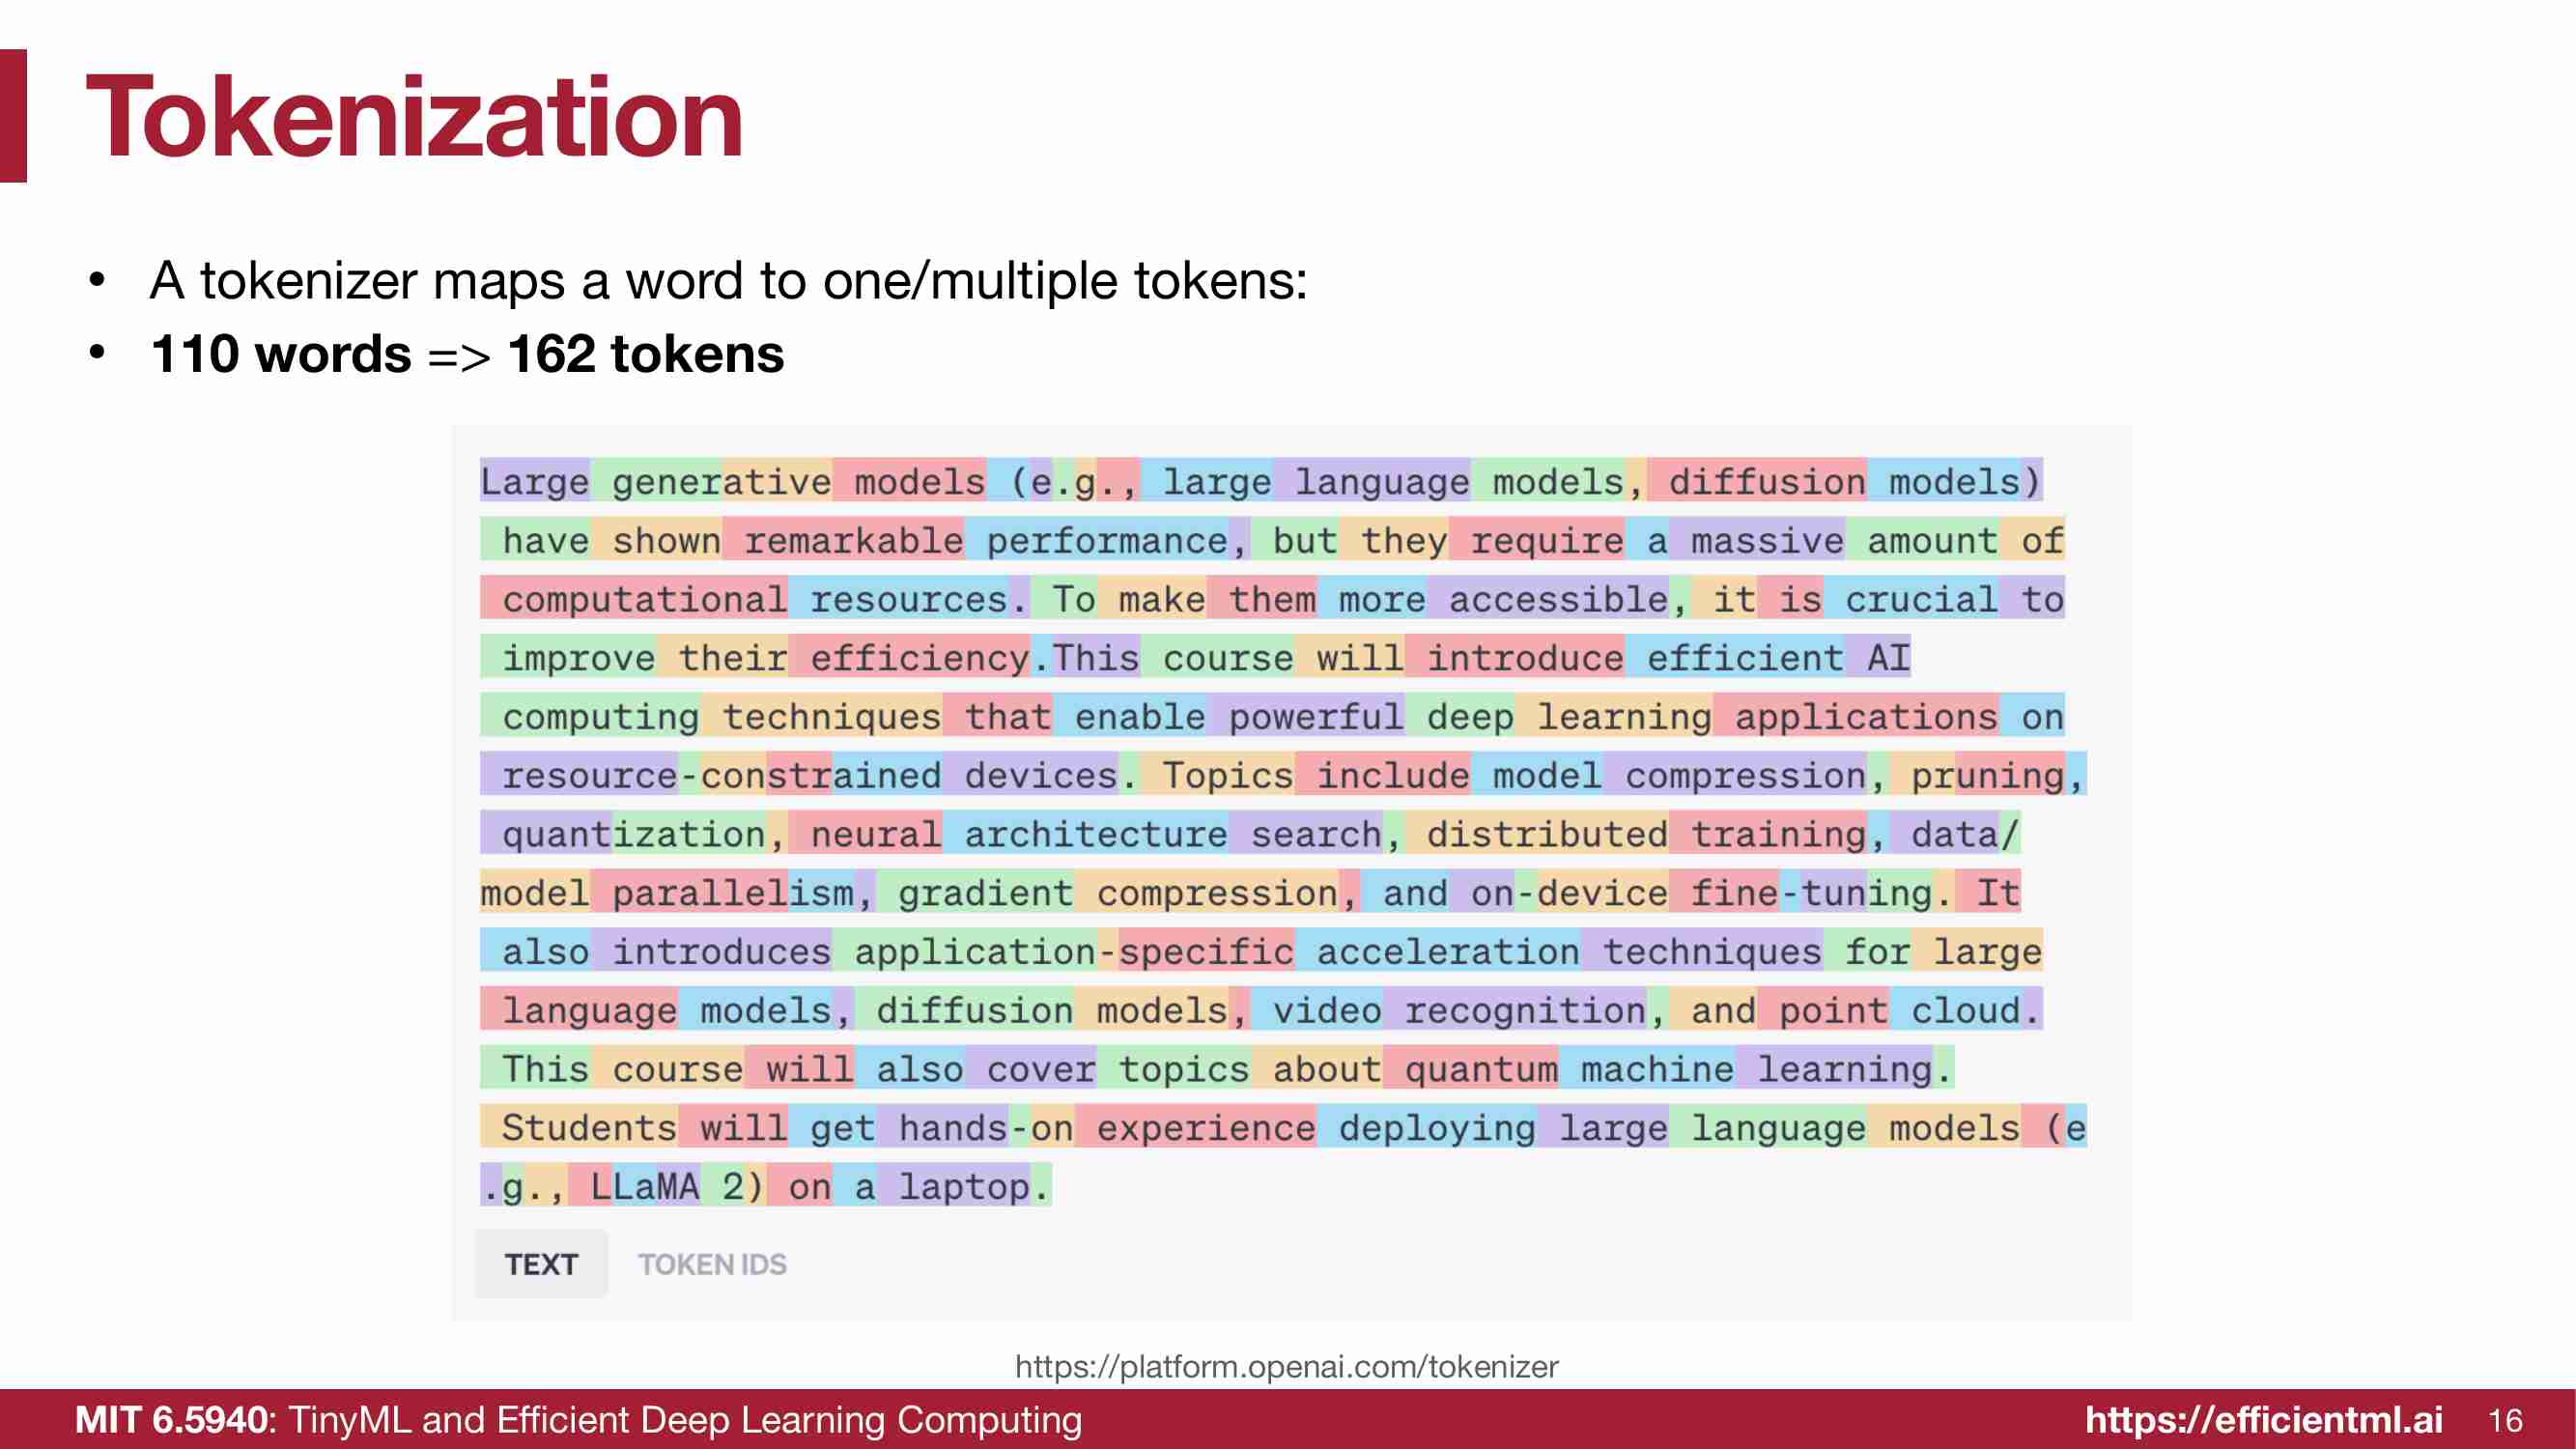 Tokenization
• A tokenizer maps a word to one/multiple tokens:
• 110 words => 162 tokens
Large generative models (e.g., large language models, diffusion models)
have shown remarkable performance, but they require a massive amount of
computational resources. To make them more accessible, it is crucial to
improve their efficiency.This course will introduce efficient AI
computing techniques that enable powerful deep learning applications on
resource-constrained devices. Topics include model compression, pruning,
quantization, neural architecture search, distributed training, data/
model parallelism, gradient compression, and on-device fine-tuning. It
also introduces application-specific acceleration techniques for large
language models, diffusion models, video recognition, and point cloud.
This course will also cover topics about quantum machine learning.
Students will get hands-on experience deploying large language models (e
.g., LLaMA 2) on a laptop.
TEXT TOKEN IDS
https://platform.openai.com/tokenizer
MIT 6.5940: TinyML and Efficient Deep Learning Computing https://efficientml.ai 16